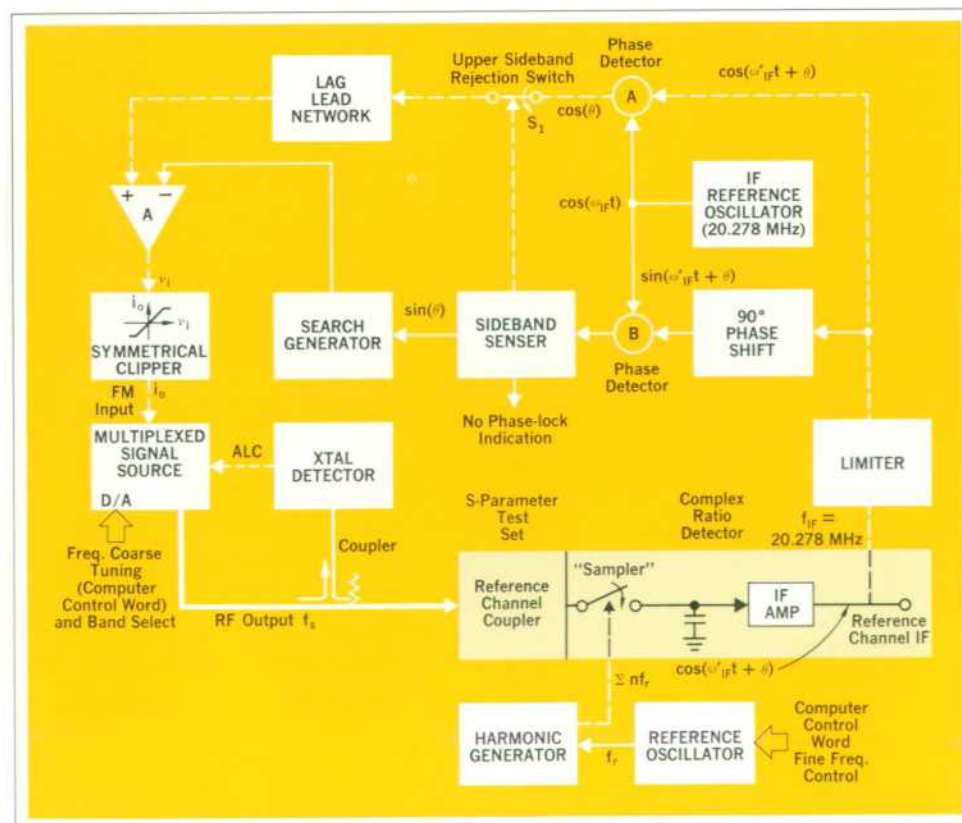 Phase
Detector
Upper Sideband
Rejection Switch
cos(ω'IFt + θ)
LAG
LEAD
NETWORK
A
cos(θ)
S1
+ −
A
cos(ωIFt)
IF
REFERENCE
OSCILLATOR
(20.278 MHz)
νi
sin(ω'IFt + θ)
io
νi
SYMMETRICAL
CLIPPER
SEARCH
GENERATOR
sin(θ)
SIDEBAND
SENSER
B
90°
PHASE
SHIFT
Phase
Detector
FM
Input
io
No Phase-lock
Indication
MULTIPLEXED
SIGNAL
SOURCE
D/A
ALC
XTAL
DETECTOR
LIMITER
S-Parameter
Test
Set
Complex
Ratio
Detector
fIF =
20.278 MHz
Coupler
Freq. Coarse
Tuning
(Computer
Control Word)
and Band Select
RF Output fs
Reference
Channel
Coupler
"Sampler"
IF
AMP
Reference
Channel IF
cos(ω'IFt + θ)
Σ nfr
HARMONIC
GENERATOR
fr
REFERENCE
OSCILLATOR
Computer
Control
Word
Fine Freq.
Control